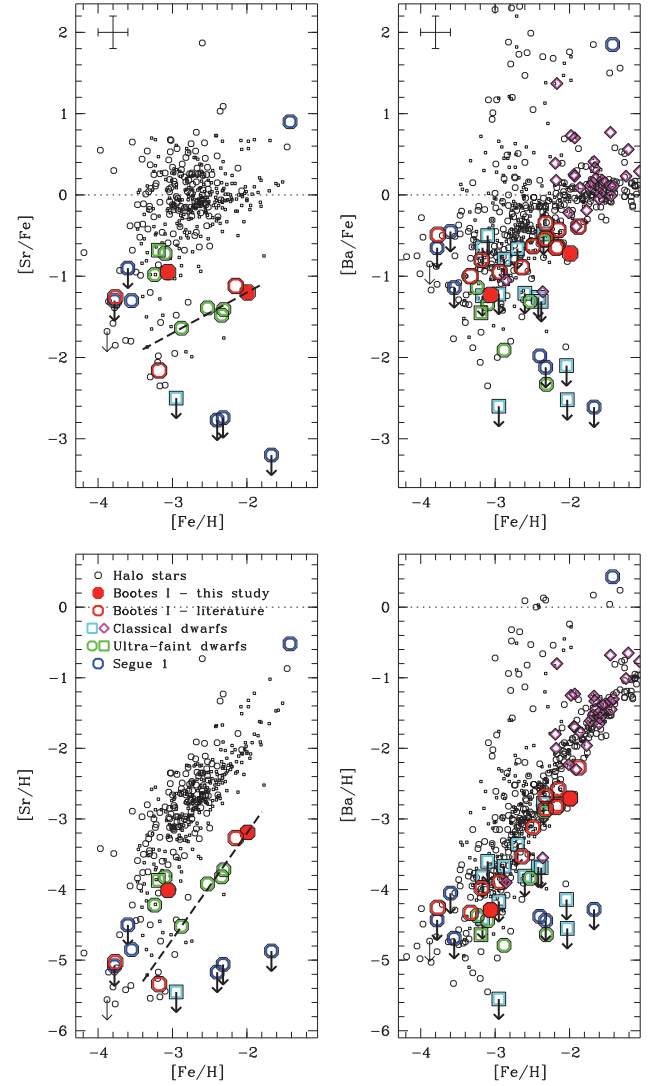 2
1
0
−1
−2
−3
[Sr/Fe]
−4
−3
−2
[Fe/H]
2
1
0
−1
−2
−3
[Ba/Fe]
−4
−3
−2
[Fe/H]
0
−1
−2
−3
−4
−5
−6
[Sr/H]
Halo stars
Bootes I − this study
Bootes I − literature
Classical dwarfs
Ultra−faint dwarfs
Segue 1
−4
−3
−2
[Fe/H]
0
−1
−2
−3
−4
−5
−6
[Ba/H]
−4
−3
−2
[Fe/H]